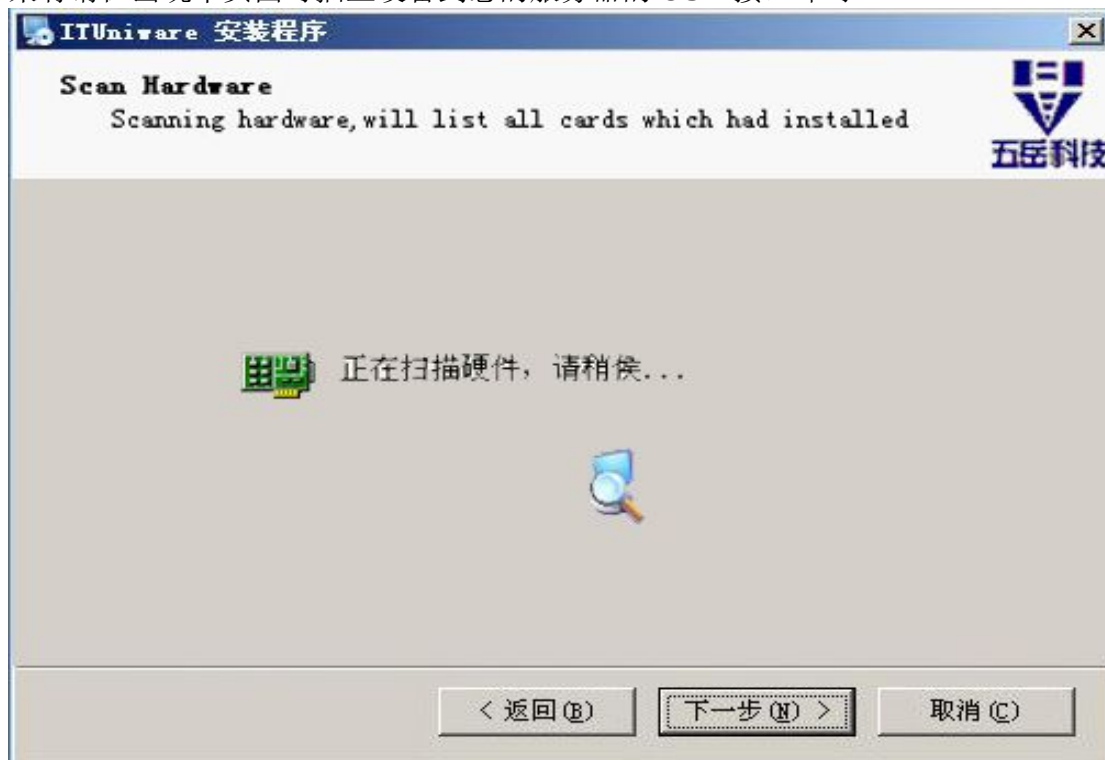 ITUniware 安装程序
Scan Hardware
Scanning hardware,will list all cards which had installed
五岳科技
正在扫描硬件，请稍侯...
< 返回(B)
下一步(N) >
取消(C)